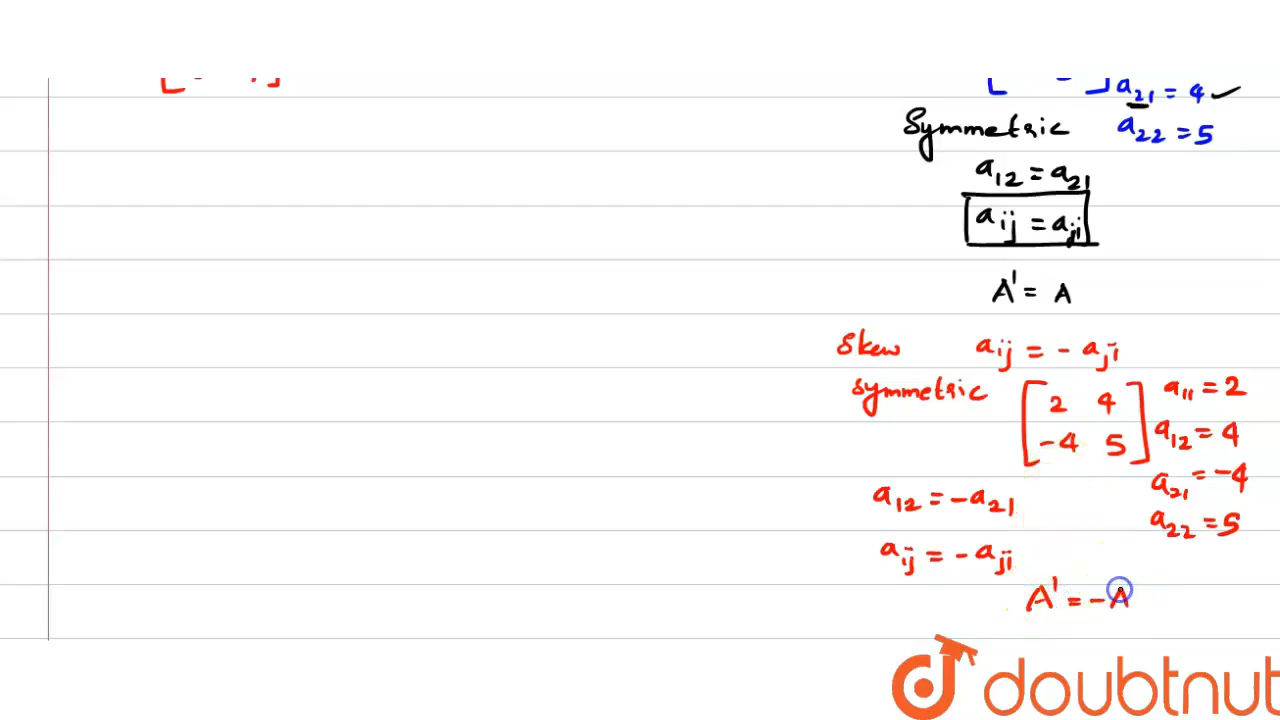 a₂₁ = 4 ✓
Symmetric a₂₂ = 5
a₁₂ = a₂₁
aᵢⱼ = aⱼᵢ
A' = A
Skew aᵢⱼ = - aⱼᵢ
symmetric [ 2 4 ] a₁₁ = 2
[ -4 5 ] a₁₂ = 4
a₂₁ = -4
a₁₂ = -a₂₁
a₂₂ = 5
aᵢⱼ = - aⱼᵢ
A' = - A
doubtnut